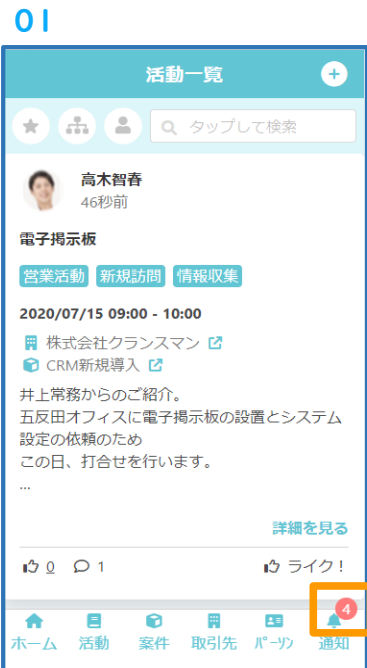 01
活動一覧
タップして検索
高木智春
46秒前
電子掲示板
営業活動 新規訪問 情報収集
2020/07/15 09:00 - 10:00
株式会社クランスマン
CRM新規導入
井上常務からのご紹介。
五反田オフィスに電子掲示板の設置とシステム
設定の依頼のため
この日、打合せを行います。
...
詳細を見る
0 1 ライク！
4
ホーム 活動 案件 取引先 パーソン 通知